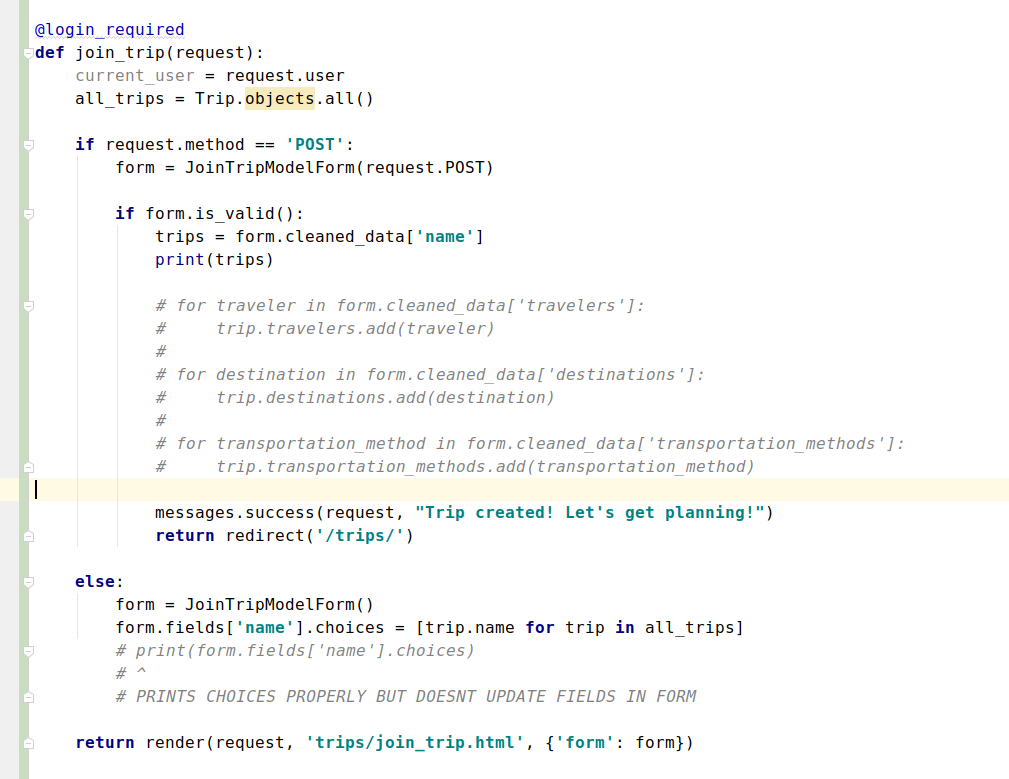 @login_required
def join_trip(request):
    current_user = request.user
    all_trips = Trip.objects.all()

    if request.method == 'POST':
        form = JoinTripModelForm(request.POST)

        if form.is_valid():
            trips = form.cleaned_data['name']
            print(trips)

            # for traveler in form.cleaned_data['travelers']:
            #     trip.travelers.add(traveler)
            #
            # for destination in form.cleaned_data['destinations']:
            #     trip.destinations.add(destination)
            #
            # for transportation_method in form.cleaned_data['transportation_methods']:
            #     trip.transportation_methods.add(transportation_method)

            messages.success(request, "Trip created! Let's get planning!")
            return redirect('/trips/')

    else:
        form = JoinTripModelForm()
        form.fields['name'].choices = [trip.name for trip in all_trips]
        # print(form.fields['name'].choices)
        # ^
        # PRINTS CHOICES PROPERLY BUT DOESNT UPDATE FIELDS IN FORM

    return render(request, 'trips/join_trip.html', {'form': form})